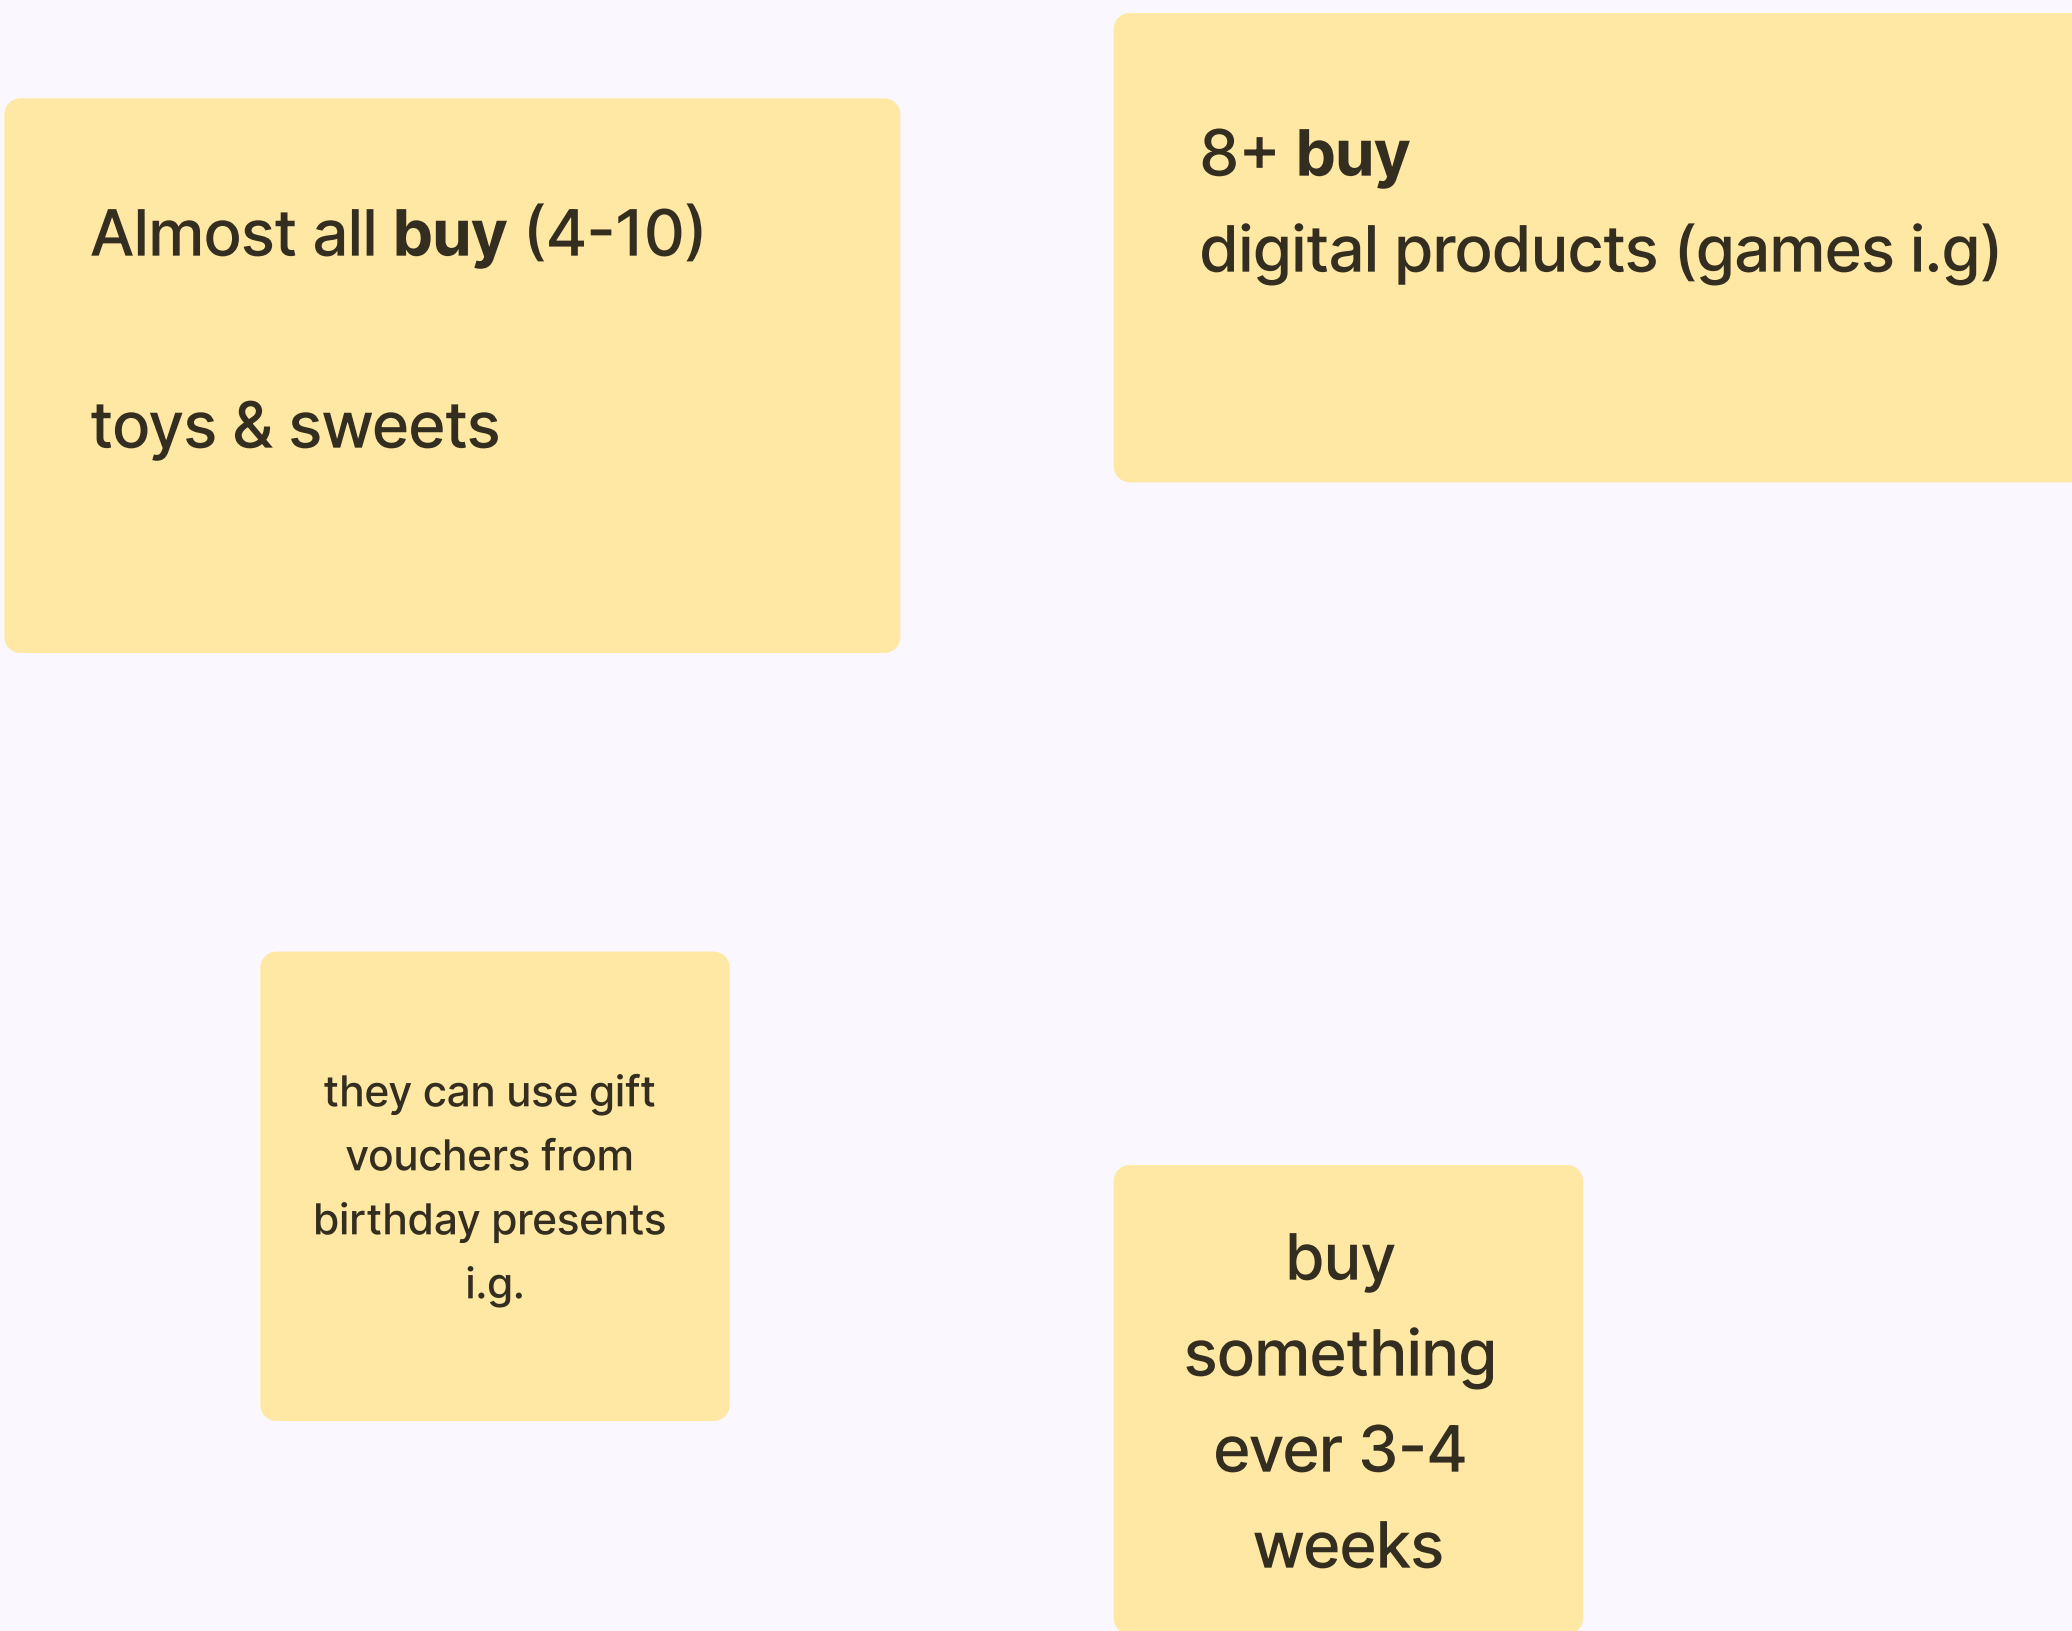 Almost all buy (4-10)
toys & sweets
8+ buy
digital products (games i.g)
they can use gift
vouchers from
birthday presents
i.g.
buy
something
ever 3-4
weeks